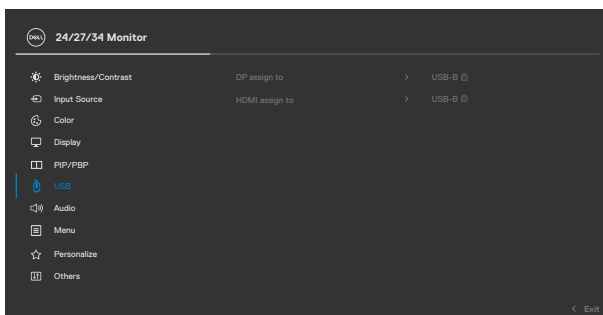 DELL 24/27/34 Monitor
Brightness/Contrast DP assign to > USB-B
Input Source HDMI assign to > USB-B
Color
Display
PIP/PBP
USB
Audio
Menu
Personalize
Others
< Exit